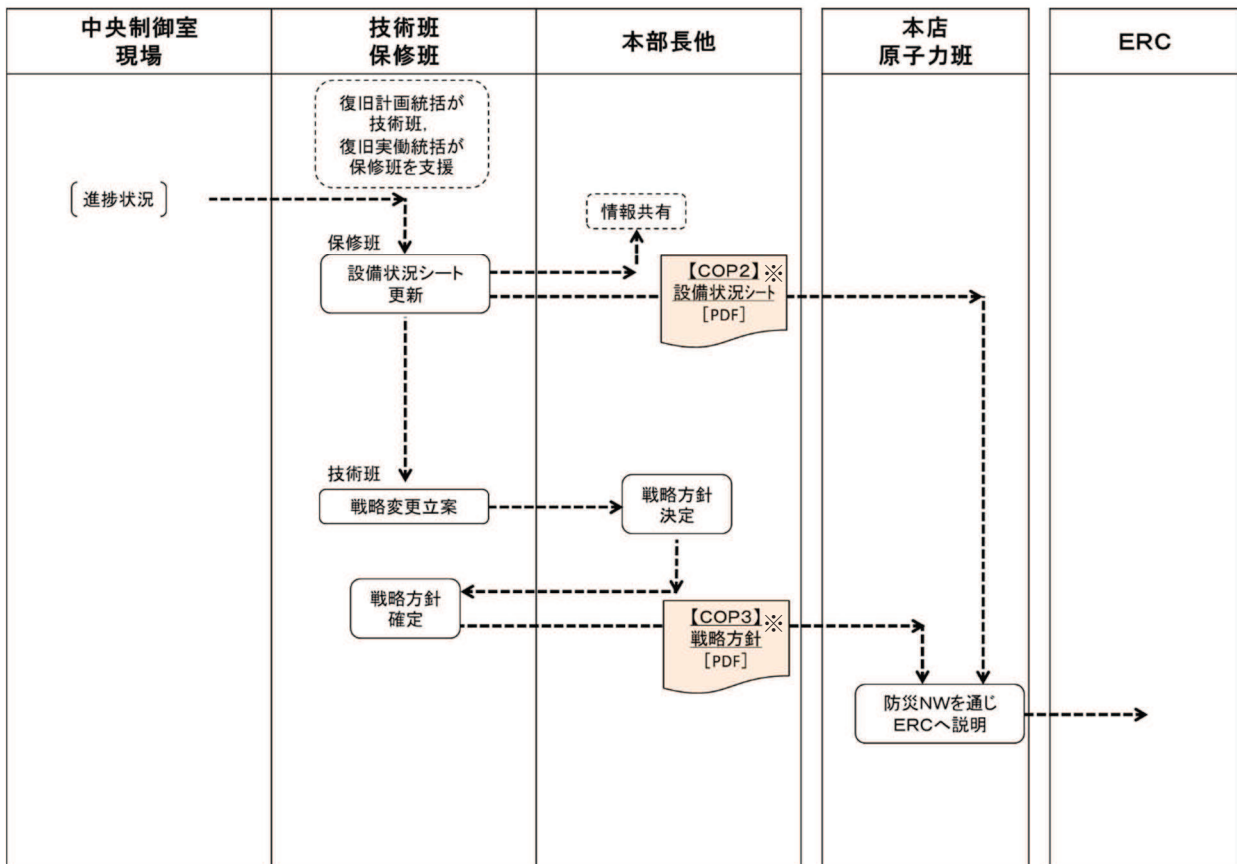 中央制御室
現場
技術班
保修班
本部長他
本店
原子力班
ERC
復旧計画統括が
技術班,
復旧実働統括が
保修班を支援
進捗状況
情報共有
保修班
設備状況シート
更新
【COP2】※
設備状況シート
[PDF]
技術班
戦略変更立案
戦略方針
決定
戦略方針
確定
【COP3】※
戦略方針
[PDF]
防災NWを通じ
ERCへ説明